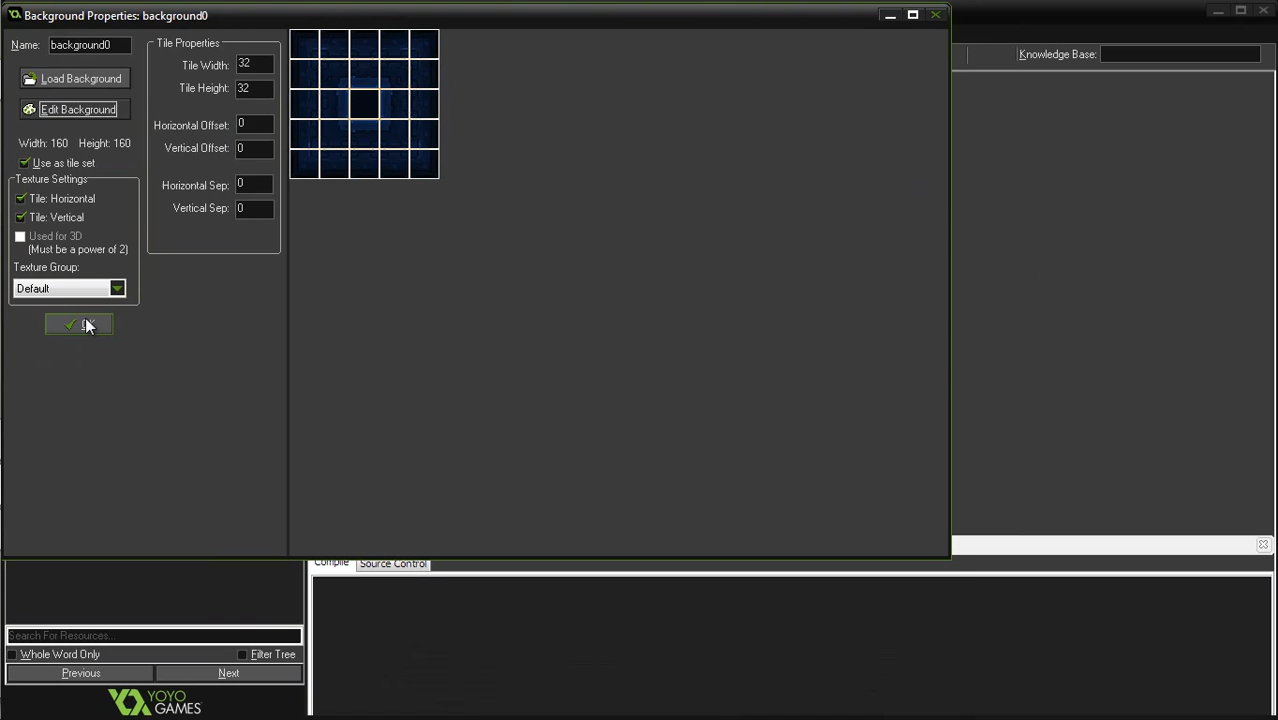 Background Properties: background0
Name: background0
Load Background
Edit Background
Width: 160 Height: 160
Use as tile set
Texture Settings
Tile: Horizontal
Tile: Vertical
Used for 3D
(Must be a power of 2)
Texture Group:
Default
Tile Properties
Tile Width: 32
Tile Height: 32
Horizontal Offset: 0
Vertical Offset: 0
Horizontal Sep: 0
Vertical Sep: 0
Knowledge Base:
Compile Source Control
Search For Resources...
Whole Word Only Filter Tree
Previous Next
YOYO
GAMES